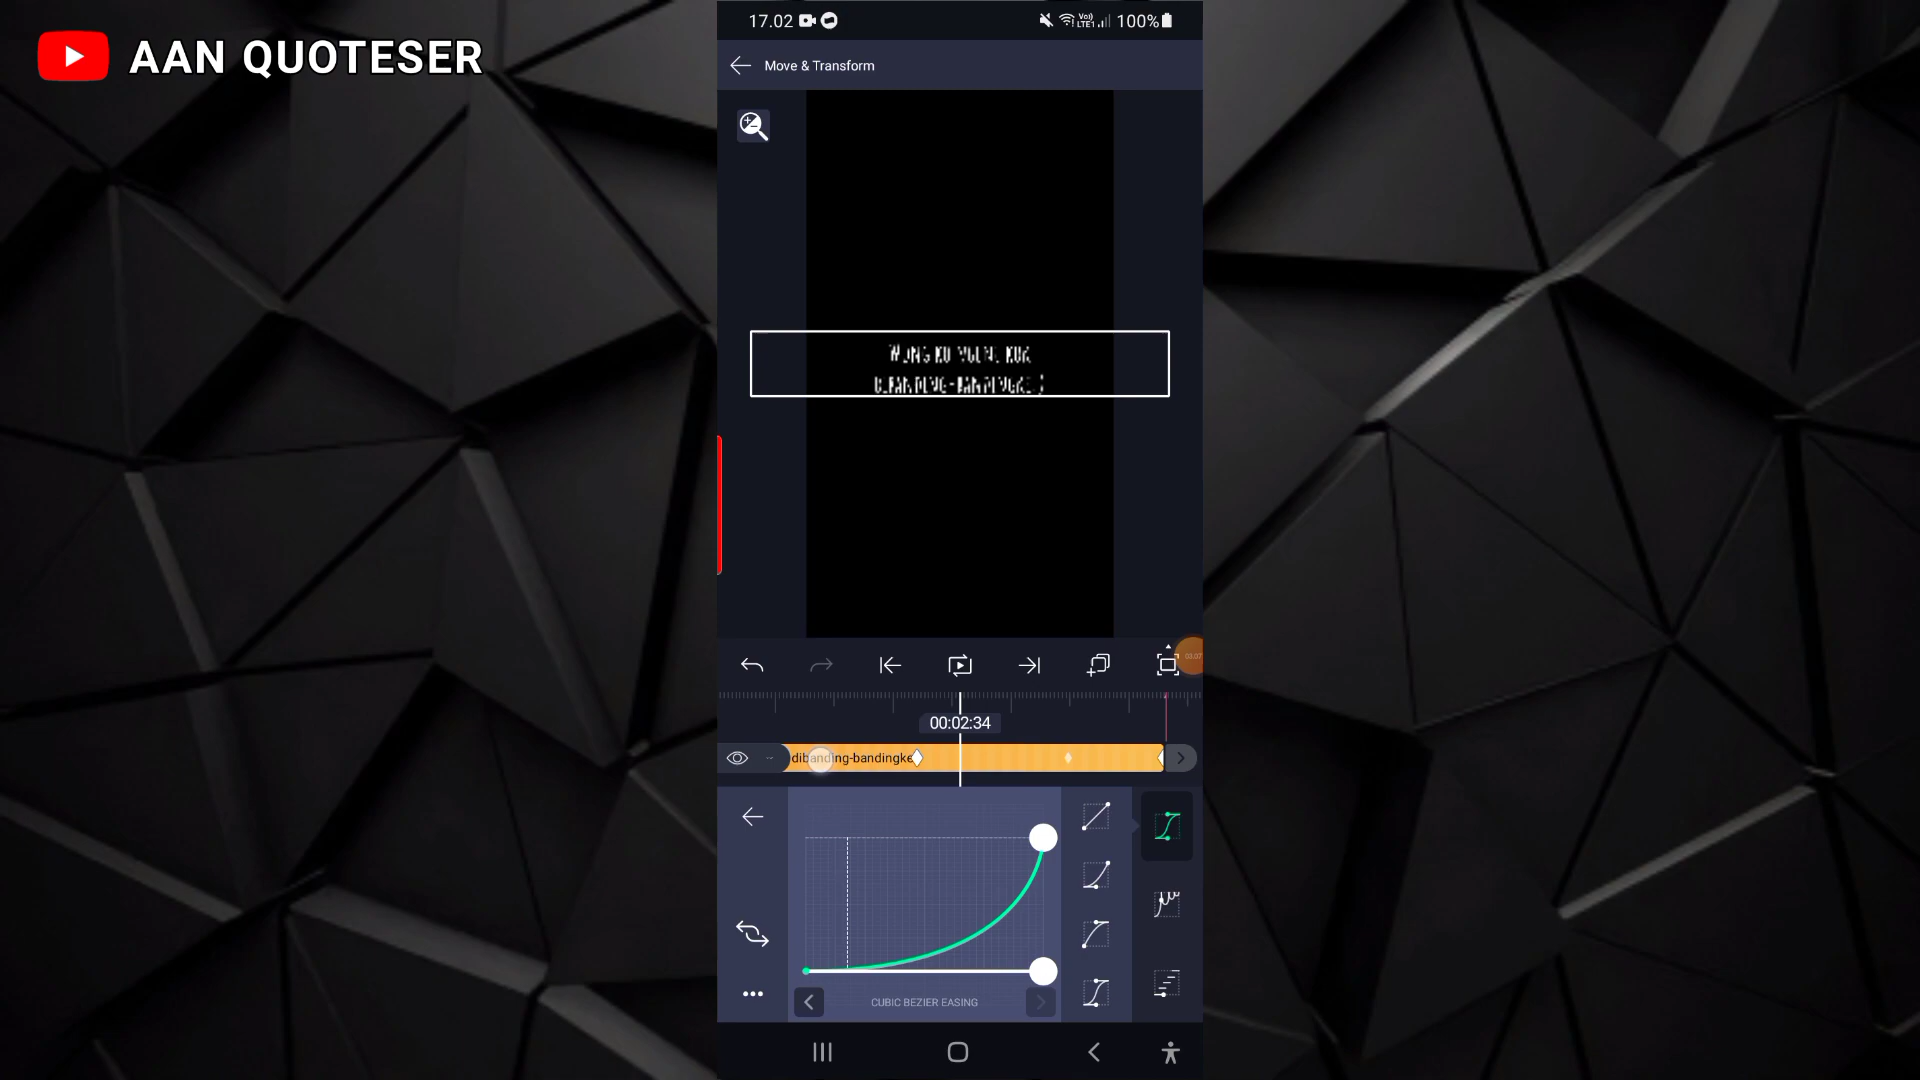 AAN QUOTESER
17.02
100%
Move & Transform
00:02:34
dibanding-bandingke
CUBIC BEZIER EASING